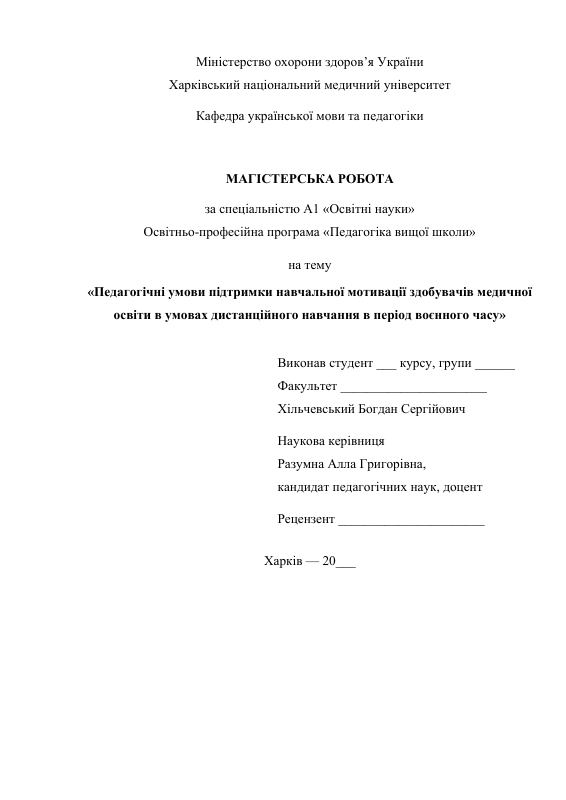 Міністерство охорони здоров’я України
Харківський національний медичний університет
Кафедра української мови та педагогіки
МАГІСТЕРСЬКА РОБОТА
за спеціальністю А1 «Освітні науки»
Освітньо-професійна програма «Педагогіка вищої школи»
на тему
«Педагогічні умови підтримки навчальної мотивації здобувачів медичної
освіти в умовах дистанційного навчання в період воєнного часу»
Виконав студент ___ курсу, групи ______
Факультет ______________________
Хільчевський Богдан Сергійович
Наукова керівниця
Разумна Алла Григорівна,
кандидат педагогічних наук, доцент
Рецензент ______________________
Харків — 20___